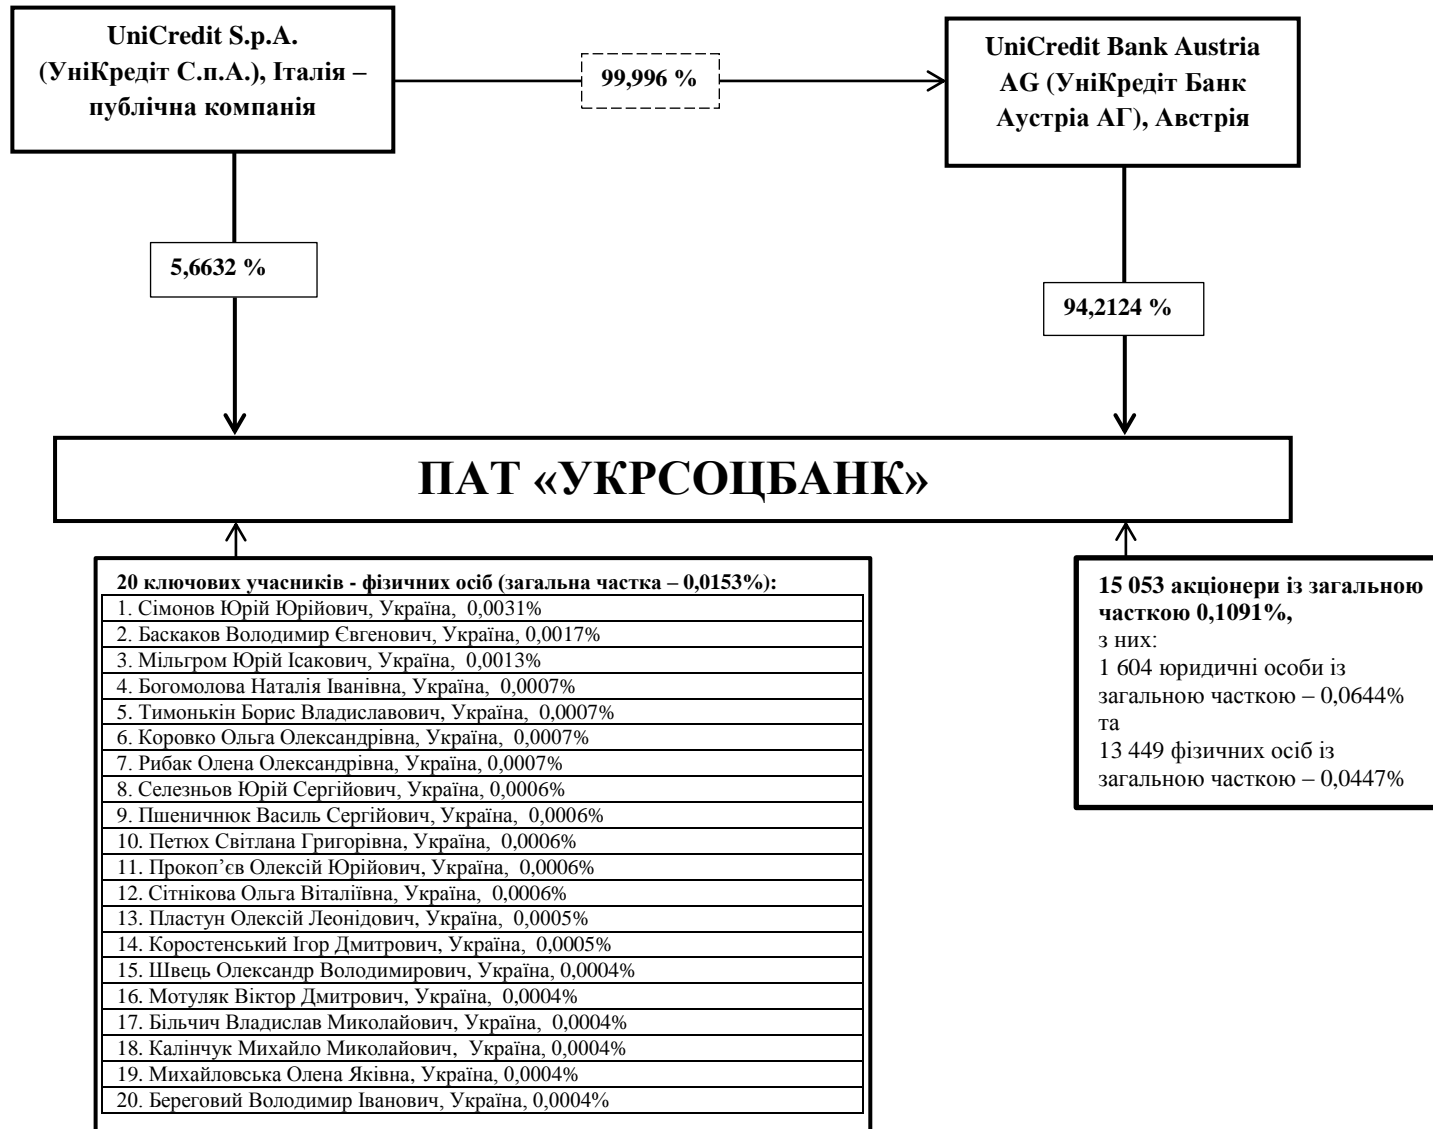 UniCredit S.p.A.
(УніКредіт С.п.А.), Італія –
публічна компанія
99,996 %
UniCredit Bank Austria
AG (УніКредіт Банк
Аустріа АГ), Австрія
5,6632 %
94,2124 %
ПАТ «УКРСОЦБАНК»
20 ключових учасників - фізичних осіб (загальна частка – 0,0153%):
1. Сімонов Юрій Юрійович, Україна, 0,0031%
2. Баскаков Володимир Євгенович, Україна, 0,0017%
3. Мільгром Юрій Ісакович, Україна, 0,0013%
4. Богомолова Наталія Іванівна, Україна, 0,0007%
5. Тимонькін Борис Владиславович, Україна, 0,0007%
6. Коровко Ольга Олександрівна, Україна, 0,0007%
7. Рибак Олена Олександрівна, Україна, 0,0007%
8. Селезньов Юрій Сергійович, Україна, 0,0006%
9. Пшеничнюк Василь Сергійович, Україна, 0,0006%
10. Петюх Світлана Григорівна, Україна, 0,0006%
11. Прокоп’єв Олексій Юрійович, Україна, 0,0006%
12. Сітнікова Ольга Віталіївна, Україна, 0,0006%
13. Пластун Олексій Леонідович, Україна, 0,0005%
14. Коростенський Ігор Дмитрович, Україна, 0,0005%
15. Швець Олександр Володимирович, Україна, 0,0004%
16. Мотуляк Віктор Дмитрович, Україна, 0,0004%
17. Більчич Владислав Миколайович, Україна, 0,0004%
18. Калінчук Михайло Миколайович, Україна, 0,0004%
19. Михайловська Олена Яківна, Україна, 0,0004%
20. Береговий Володимир Іванович, Україна, 0,0004%
15 053 акціонери із загальною
часткою 0,1091%,
з них:
1 604 юридичні особи із
загальною часткою – 0,0644%
та
13 449 фізичних осіб із
загальною часткою – 0,0447%